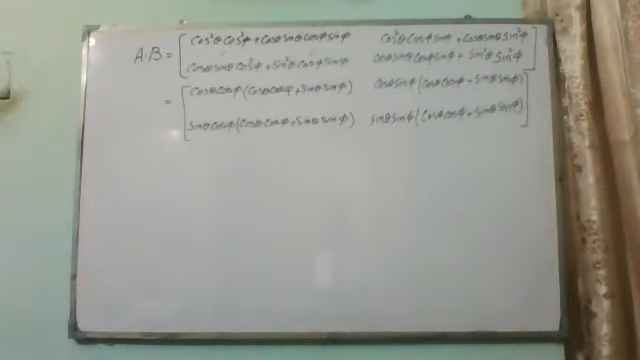 A·B = [ cos²θ cos²φ + cosθ sinθ cosφ sinφ   cos²θ cosφ sinφ + cosθ sinθ sin²φ
cosθ sinθ cos²φ + sin²θ cosφ sinφ   cosθ sinθ cosφ sinφ + sin²θ sin²φ ]
= [ cosθ cosφ (cosθ cosφ + sinθ sinφ)   cosθ sinφ (cosθ cosφ + sinθ sinφ)
sinθ cosφ (cosθ cosφ + sinθ sinφ)   sinθ sinφ (cosθ cosφ + sinθ sinφ) ]